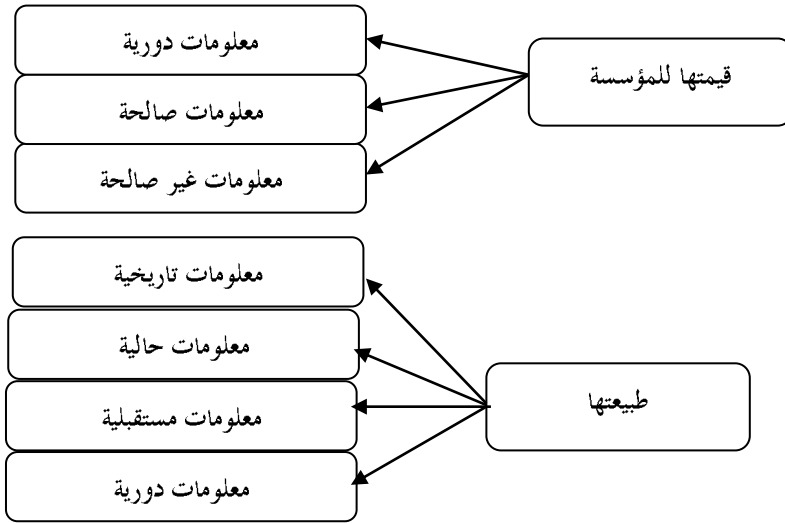 قيمتها للمؤسسة
معلومات دورية
معلومات صالحة
معلومات غير صالحة
طبيعتها
معلومات تاريخية
معلومات حالية
معلومات مستقبلية
معلومات دورية